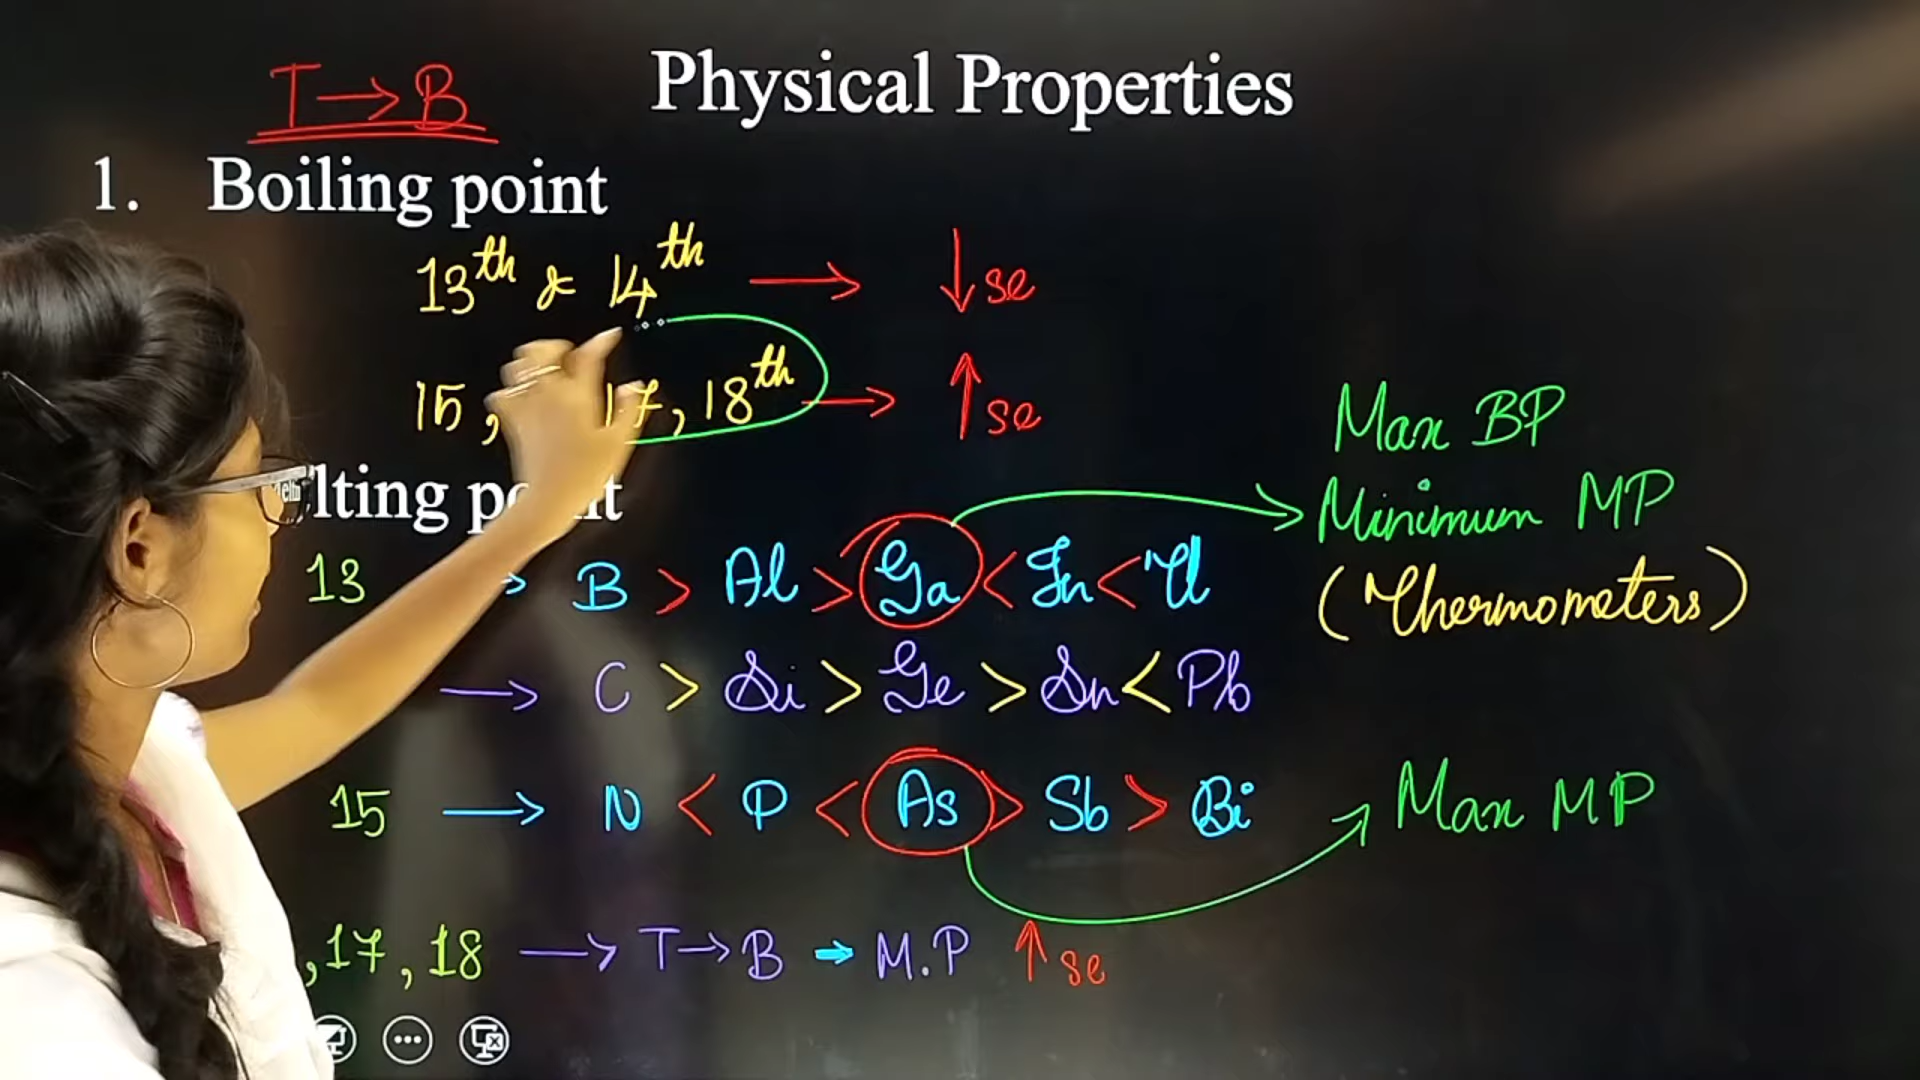 T → B
Physical Properties
1. Boiling point
13th & 14th → ↓se
15, 17, 18th → ↑se
Max BP
lting point
Minimum MP
13 → B > Al > Ga < In < Tl
(Thermometers)
→ C > Si > Ge > Sn < Pb
15 → N < P < As > Sb > Bi
Max MP
,17, 18 → T → B → M.P ↑se